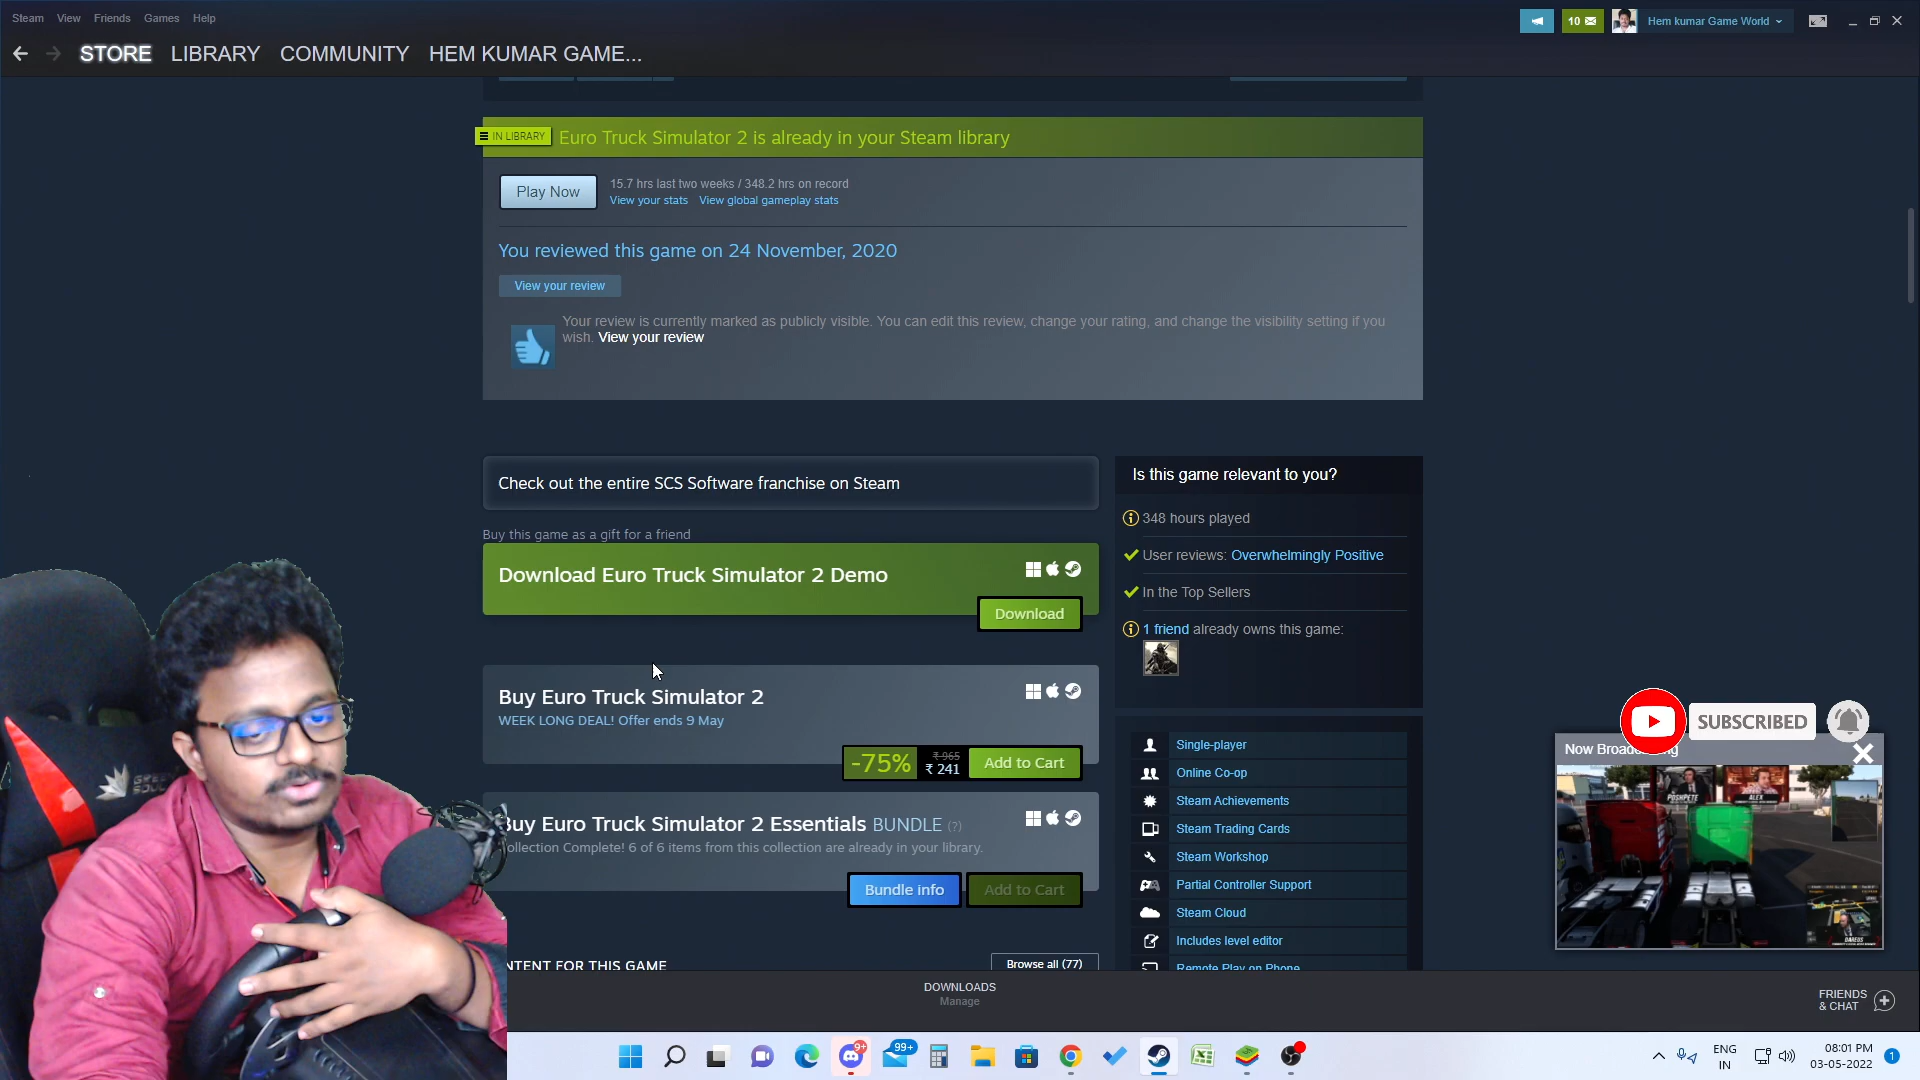 Steam View Friends Games Help
10
Hem kumar Game World
STORE LIBRARY COMMUNITY HEM KUMAR GAME...
IN LIBRARY
Euro Truck Simulator 2 is already in your Steam library
Play Now
15.7 hrs last two weeks / 348.2 hrs on record
View your stats View global gameplay stats
You reviewed this game on 24 November, 2020
View your review
Your review is currently marked as publicly visible. You can edit this review, change your rating, and change the visibility setting if you
wish. View your review
Check out the entire SCS Software franchise on Steam
Buy this game as a gift for a friend
Download Euro Truck Simulator 2 Demo
Download
Buy Euro Truck Simulator 2
WEEK LONG DEAL! Offer ends 9 May
-75%
₹ 965
₹ 241
Add to Cart
Buy Euro Truck Simulator 2 Essentials BUNDLE (?)
ollection Complete! 6 of 6 items from this collection are already in your library.
Bundle info
Add to Cart
NTENT FOR THIS GAME
Browse all (77)
Is this game relevant to you?
348 hours played
User reviews: Overwhelmingly Positive
In the Top Sellers
1 friend already owns this game:
Single-player
Online Co-op
Steam Achievements
Steam Trading Cards
Steam Workshop
Partial Controller Support
Steam Cloud
Includes level editor
Remote Play on Phone
SUBSCRIBED
Now Broadcasting
POSHPETE
ALEX
DOWNLOADS
Manage
FRIENDS
& CHAT
9+
99+
ENG
IN
08:01 PM
03-05-2022
1